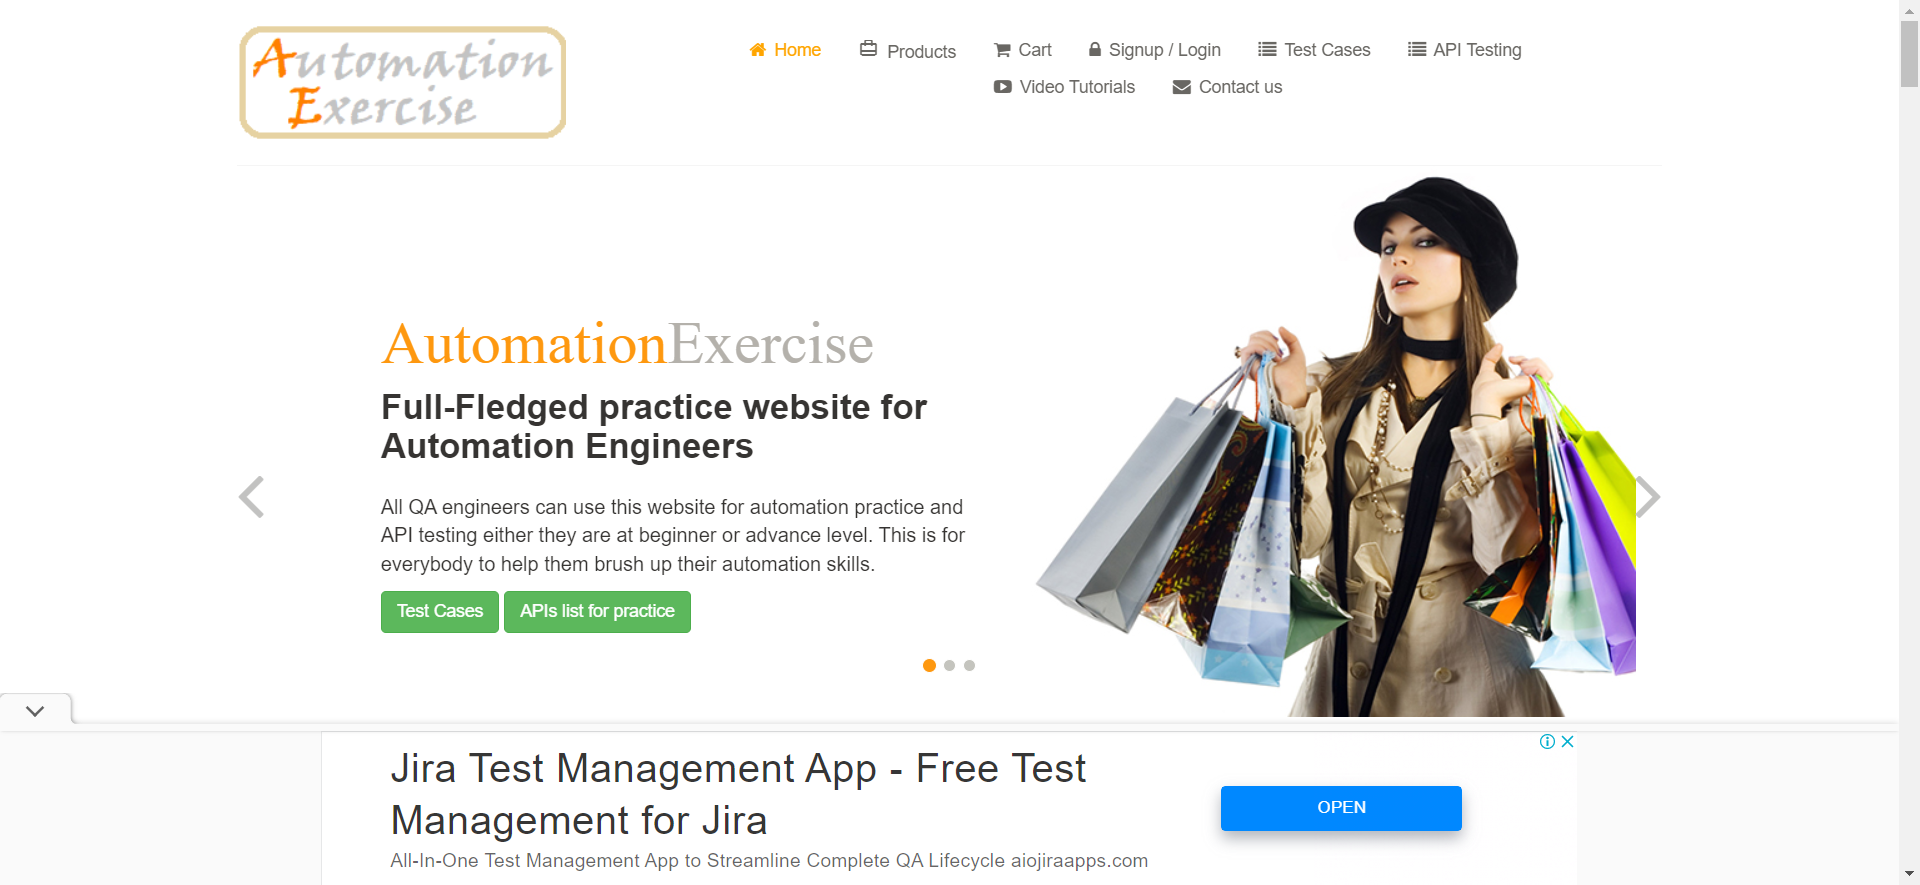 Automation
Exercise
Home
Products
Cart
Signup / Login
Test Cases
API Testing
Video Tutorials
Contact us
AutomationExercise
Full-Fledged practice website for
Automation Engineers
All QA engineers can use this website for automation practice and
API testing either they are at beginner or advance level. This is for
everybody to help them brush up their automation skills.
Test Cases
APIs list for practice
Jira Test Management App - Free Test
Management for Jira
All-In-One Test Management App to Streamline Complete QA Lifecycle aiojiraapps.com
OPEN